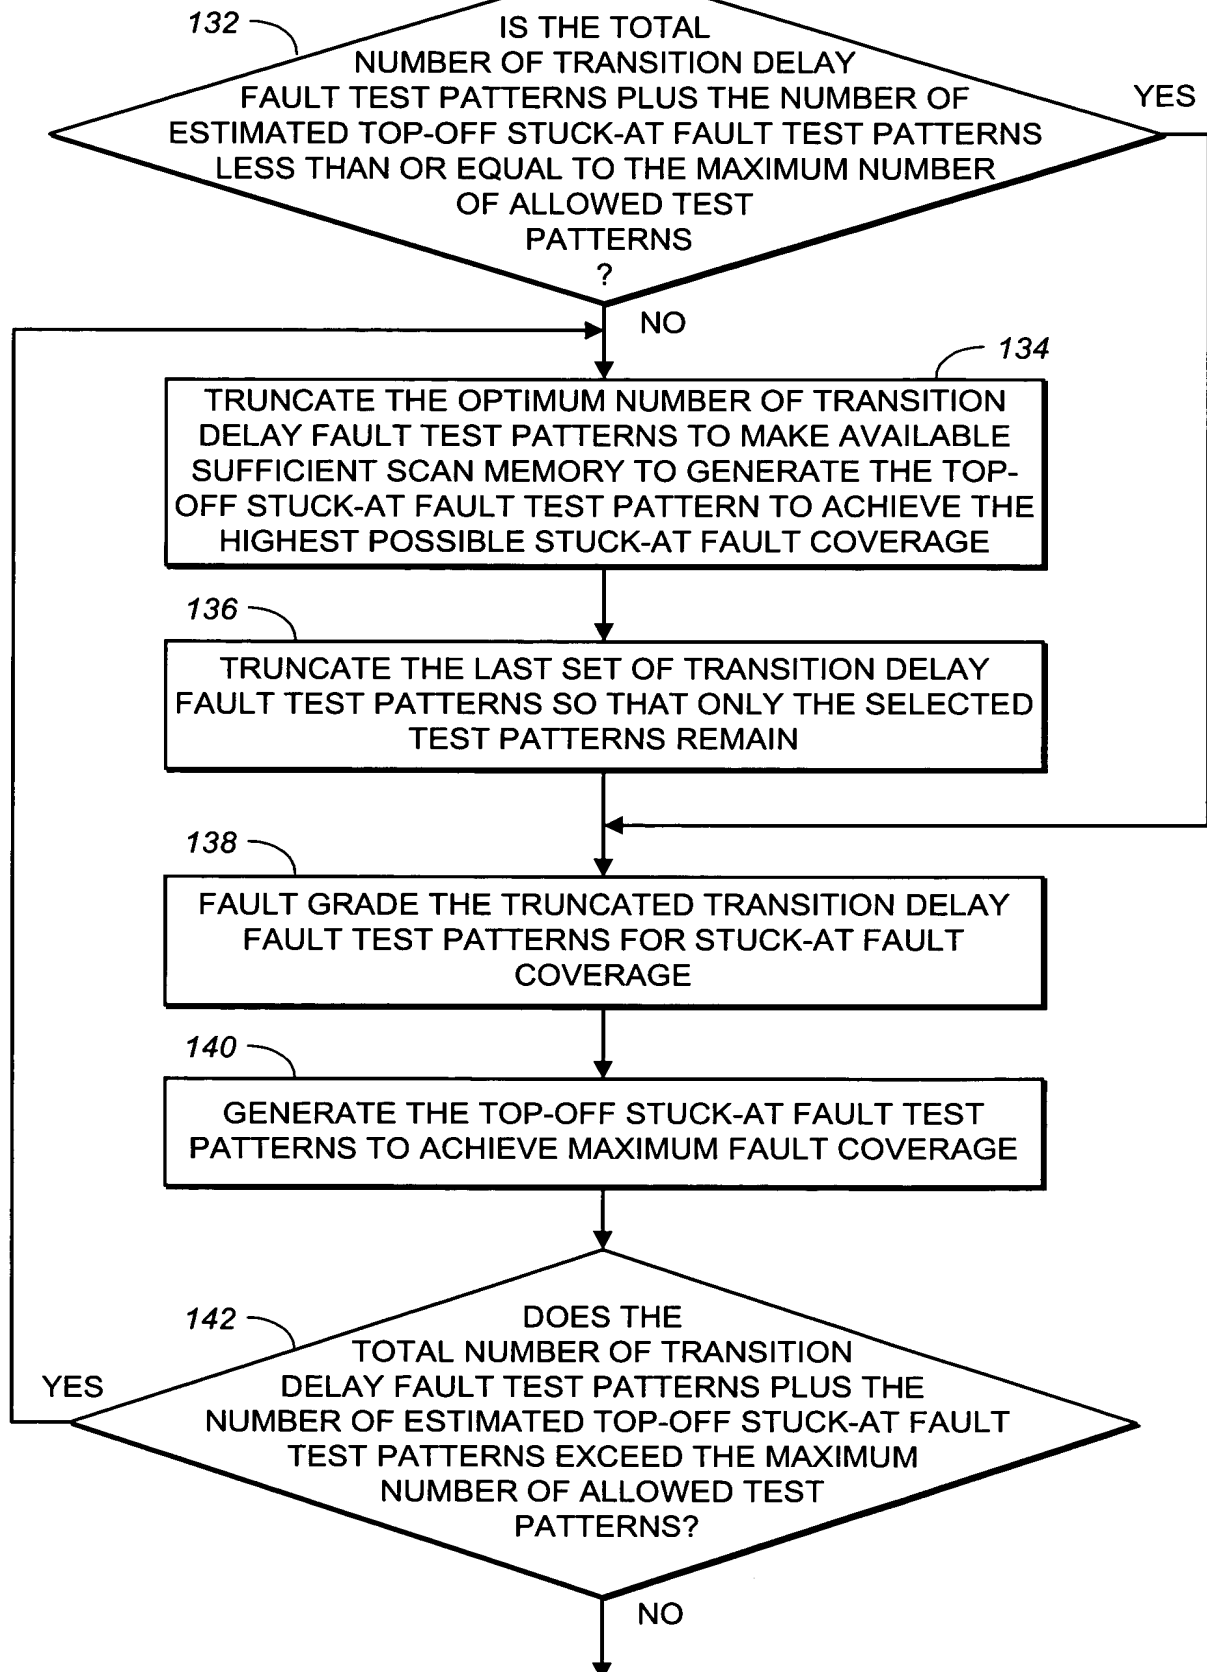 132
IS THE TOTAL
NUMBER OF TRANSITION DELAY
FAULT TEST PATTERNS PLUS THE NUMBER OF
ESTIMATED TOP-OFF STUCK-AT FAULT TEST PATTERNS
LESS THAN OR EQUAL TO THE MAXIMUM NUMBER
OF ALLOWED TEST
PATTERNS
?
YES
NO
134
TRUNCATE THE OPTIMUM NUMBER OF TRANSITION
DELAY FAULT TEST PATTERNS TO MAKE AVAILABLE
SUFFICIENT SCAN MEMORY TO GENERATE THE TOP-
OFF STUCK-AT FAULT TEST PATTERN TO ACHIEVE THE
HIGHEST POSSIBLE STUCK-AT FAULT COVERAGE
136
TRUNCATE THE LAST SET OF TRANSITION DELAY
FAULT TEST PATTERNS SO THAT ONLY THE SELECTED
TEST PATTERNS REMAIN
138
FAULT GRADE THE TRUNCATED TRANSITION DELAY
FAULT TEST PATTERNS FOR STUCK-AT FAULT
COVERAGE
140
GENERATE THE TOP-OFF STUCK-AT FAULT TEST
PATTERNS TO ACHIEVE MAXIMUM FAULT COVERAGE
142
DOES THE
TOTAL NUMBER OF TRANSITION
DELAY FAULT TEST PATTERNS PLUS THE
NUMBER OF ESTIMATED TOP-OFF STUCK-AT FAULT
TEST PATTERNS EXCEED THE MAXIMUM
NUMBER OF ALLOWED TEST
PATTERNS?
YES
NO